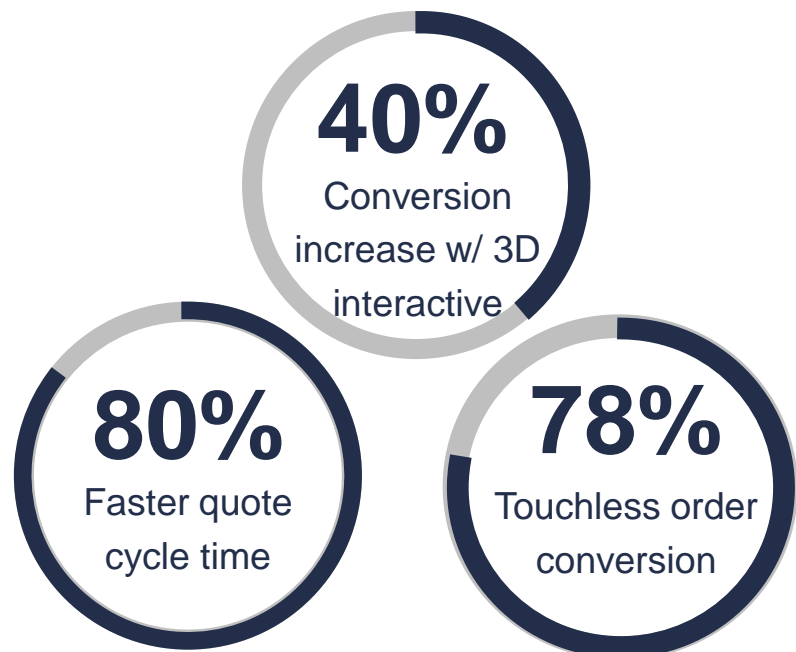 40%
Conversion
increase w/ 3D
interactive
80%
Faster quote
cycle time
78%
Touchless order
conversion